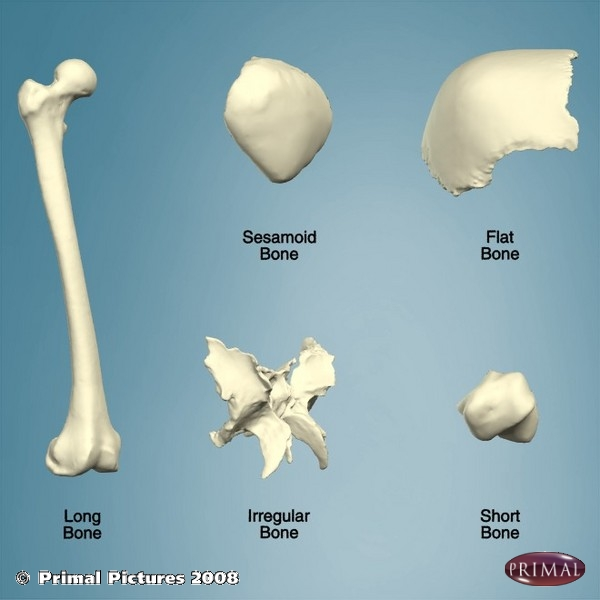 Sesamoid
Bone
Flat
Bone
Long
Bone
Irregular
Bone
Short
Bone
© Primal Pictures 2008
PRIMAL